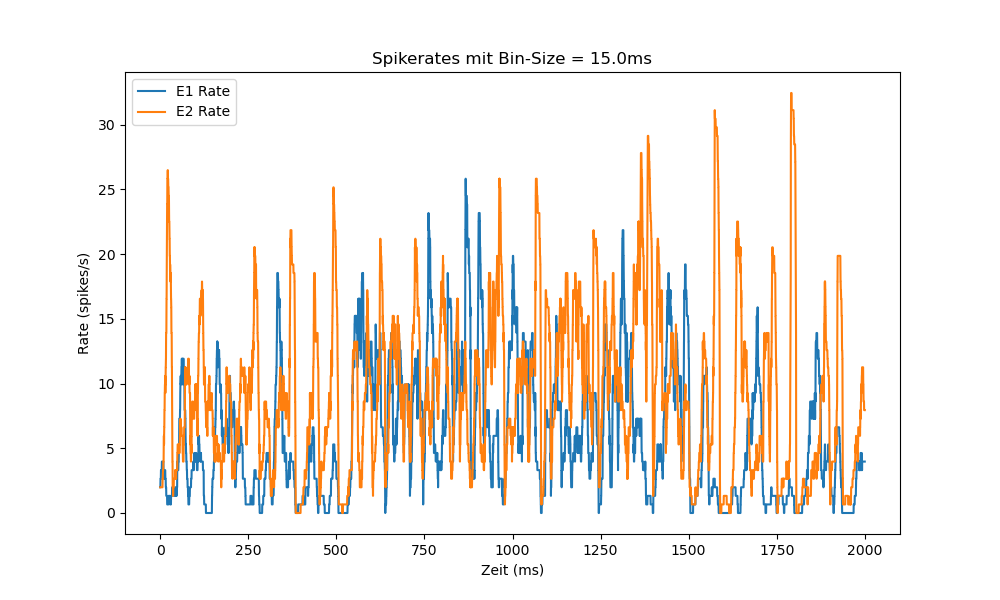 Spikerates mit Bin-Size = 15.0ms
E1 Rate
E2 Rate
Rate (spikes/s)
30
25
20
15
10
5
0
0 250 500 750 1000 1250 1500 1750 2000
Zeit (ms)